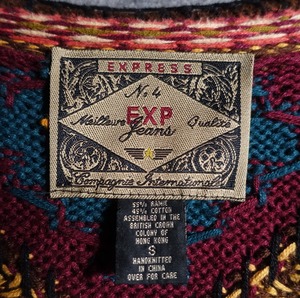 EXPRESS
No. 4
EXP
Meilleure Qualité
Jeans
Compagnie Internationale
55% RAMIE
45% COTTON
ASSEMBLED IN THE
BRITISH CROWN
COLONY OF
HONG KONG
S
HANDKNITTED
IN CHINA
OVER FOR CARE